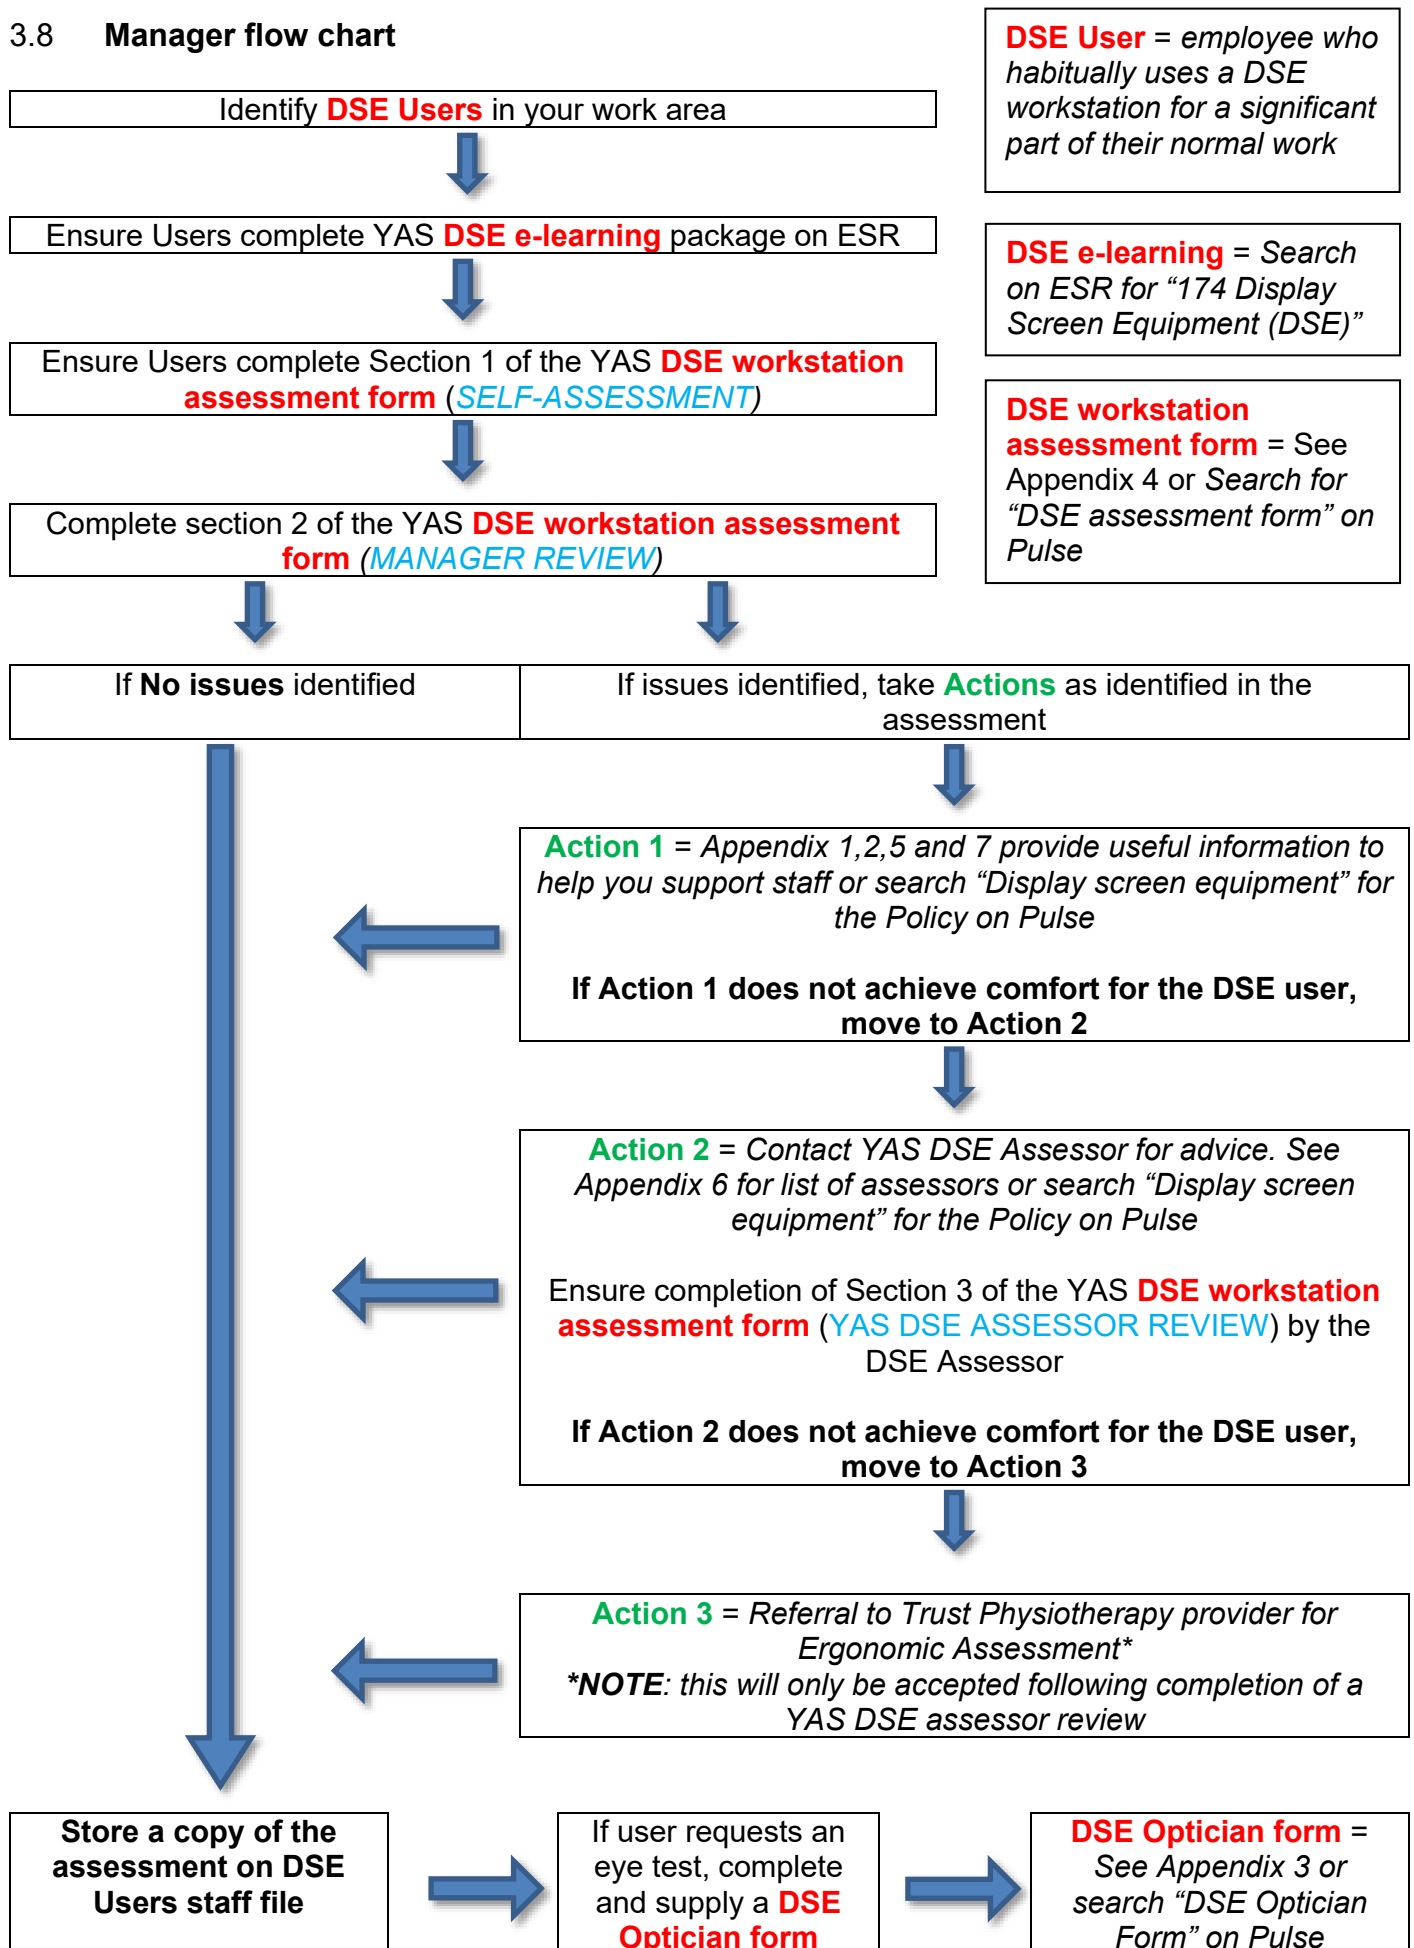 3.8 Manager flow chart
DSE User = employee who
habitually uses a DSE
workstation for a significant
part of their normal work
Identify DSE Users in your work area
Ensure Users complete YAS DSE e-learning package on ESR
DSE e-learning = Search
on ESR for “174 Display
Screen Equipment (DSE)”
Ensure Users complete Section 1 of the YAS DSE workstation
assessment form (SELF-ASSESSMENT)
DSE workstation
assessment form = See
Appendix 4 or Search for
“DSE assessment form” on
Pulse
Complete section 2 of the YAS DSE workstation assessment
form (MANAGER REVIEW)
If No issues identified
If issues identified, take Actions as identified in the
assessment
Action 1 = Appendix 1,2,5 and 7 provide useful information to
help you support staff or search “Display screen equipment” for
the Policy on Pulse
If Action 1 does not achieve comfort for the DSE user,
move to Action 2
Action 2 = Contact YAS DSE Assessor for advice. See
Appendix 6 for list of assessors or search “Display screen
equipment” for the Policy on Pulse
Ensure completion of Section 3 of the YAS DSE workstation
assessment form (YAS DSE ASSESSOR REVIEW) by the
DSE Assessor
If Action 2 does not achieve comfort for the DSE user,
move to Action 3
Action 3 = Referral to Trust Physiotherapy provider for
Ergonomic Assessment*
*NOTE: this will only be accepted following completion of a
YAS DSE assessor review
Store a copy of the
assessment on DSE
Users staff file
If user requests an
eye test, complete
and supply a DSE
Optician form
DSE Optician form =
See Appendix 3 or
search “DSE Optician
Form” on Pulse